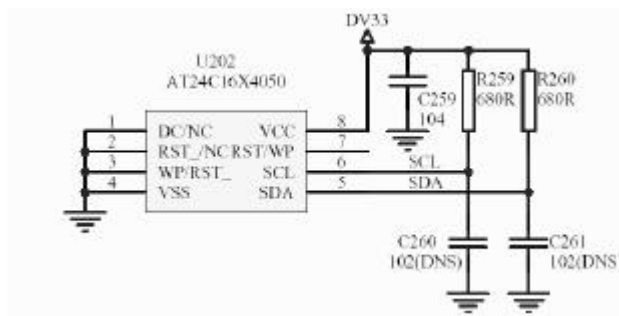 DV33
U202
AT24C16X4050
C259
104
R259
680R
R260
680R
1 DC/NC VCC 8
2 RST_/NC RST/WP 7
3 WP/RST_ SCL 6 SCL
4 VSS SDA 5 SDA
C260
102(DNS)
C261
102(DNS